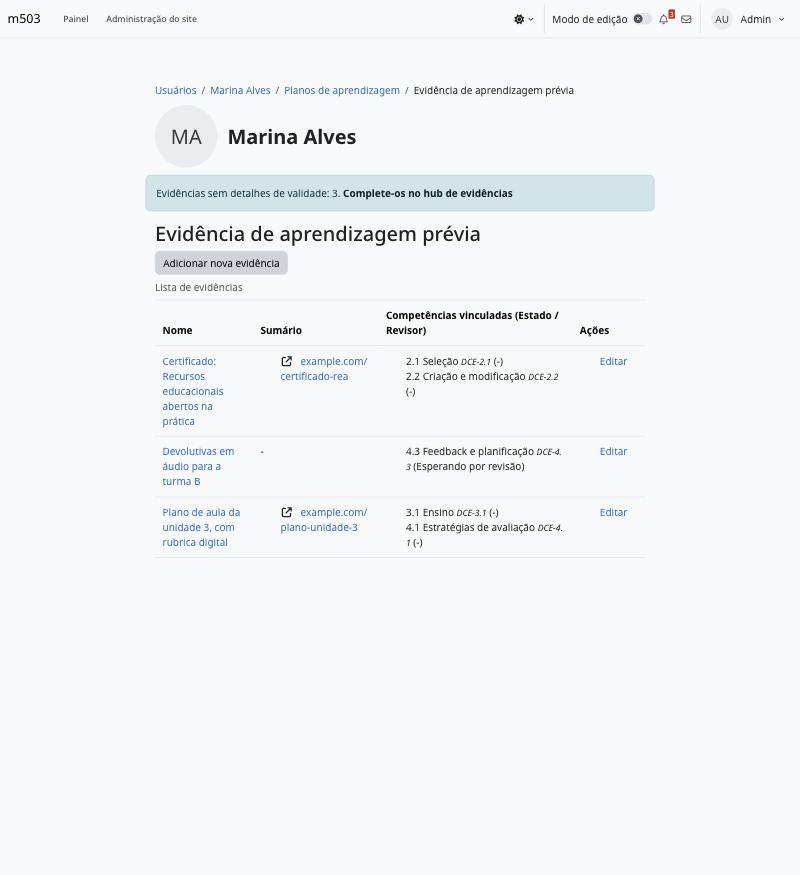 m503
Painel
Administração do site
Modo de edição
3
AU
Admin
Usuários / Marina Alves / Planos de aprendizagem / Evidência de aprendizagem prévia
MA
Marina Alves
Evidências sem detalhes de validade: 3. Complete-os no hub de evidências
Evidência de aprendizagem prévia
Adicionar nova evidência
Lista de evidências
Nome
Sumário
Competências vinculadas (Estado /
Revisor)
Ações
Certificado:
Recursos
educacionais
abertos na
prática
example.com/
certificado-rea
2.1 Seleção DCE-2.1 (-)
2.2 Criação e modificação DCE-2.2
(-)
Editar
Devolutivas em
áudio para a
turma B
-
4.3 Feedback e planificação DCE-4.
3 (Esperando por revisão)
Editar
Plano de aula da
unidade 3, com
rubrica digital
example.com/
plano-unidade-3
3.1 Ensino DCE-3.1 (-)
4.1 Estratégias de avaliação DCE-4.
1 (-)
Editar